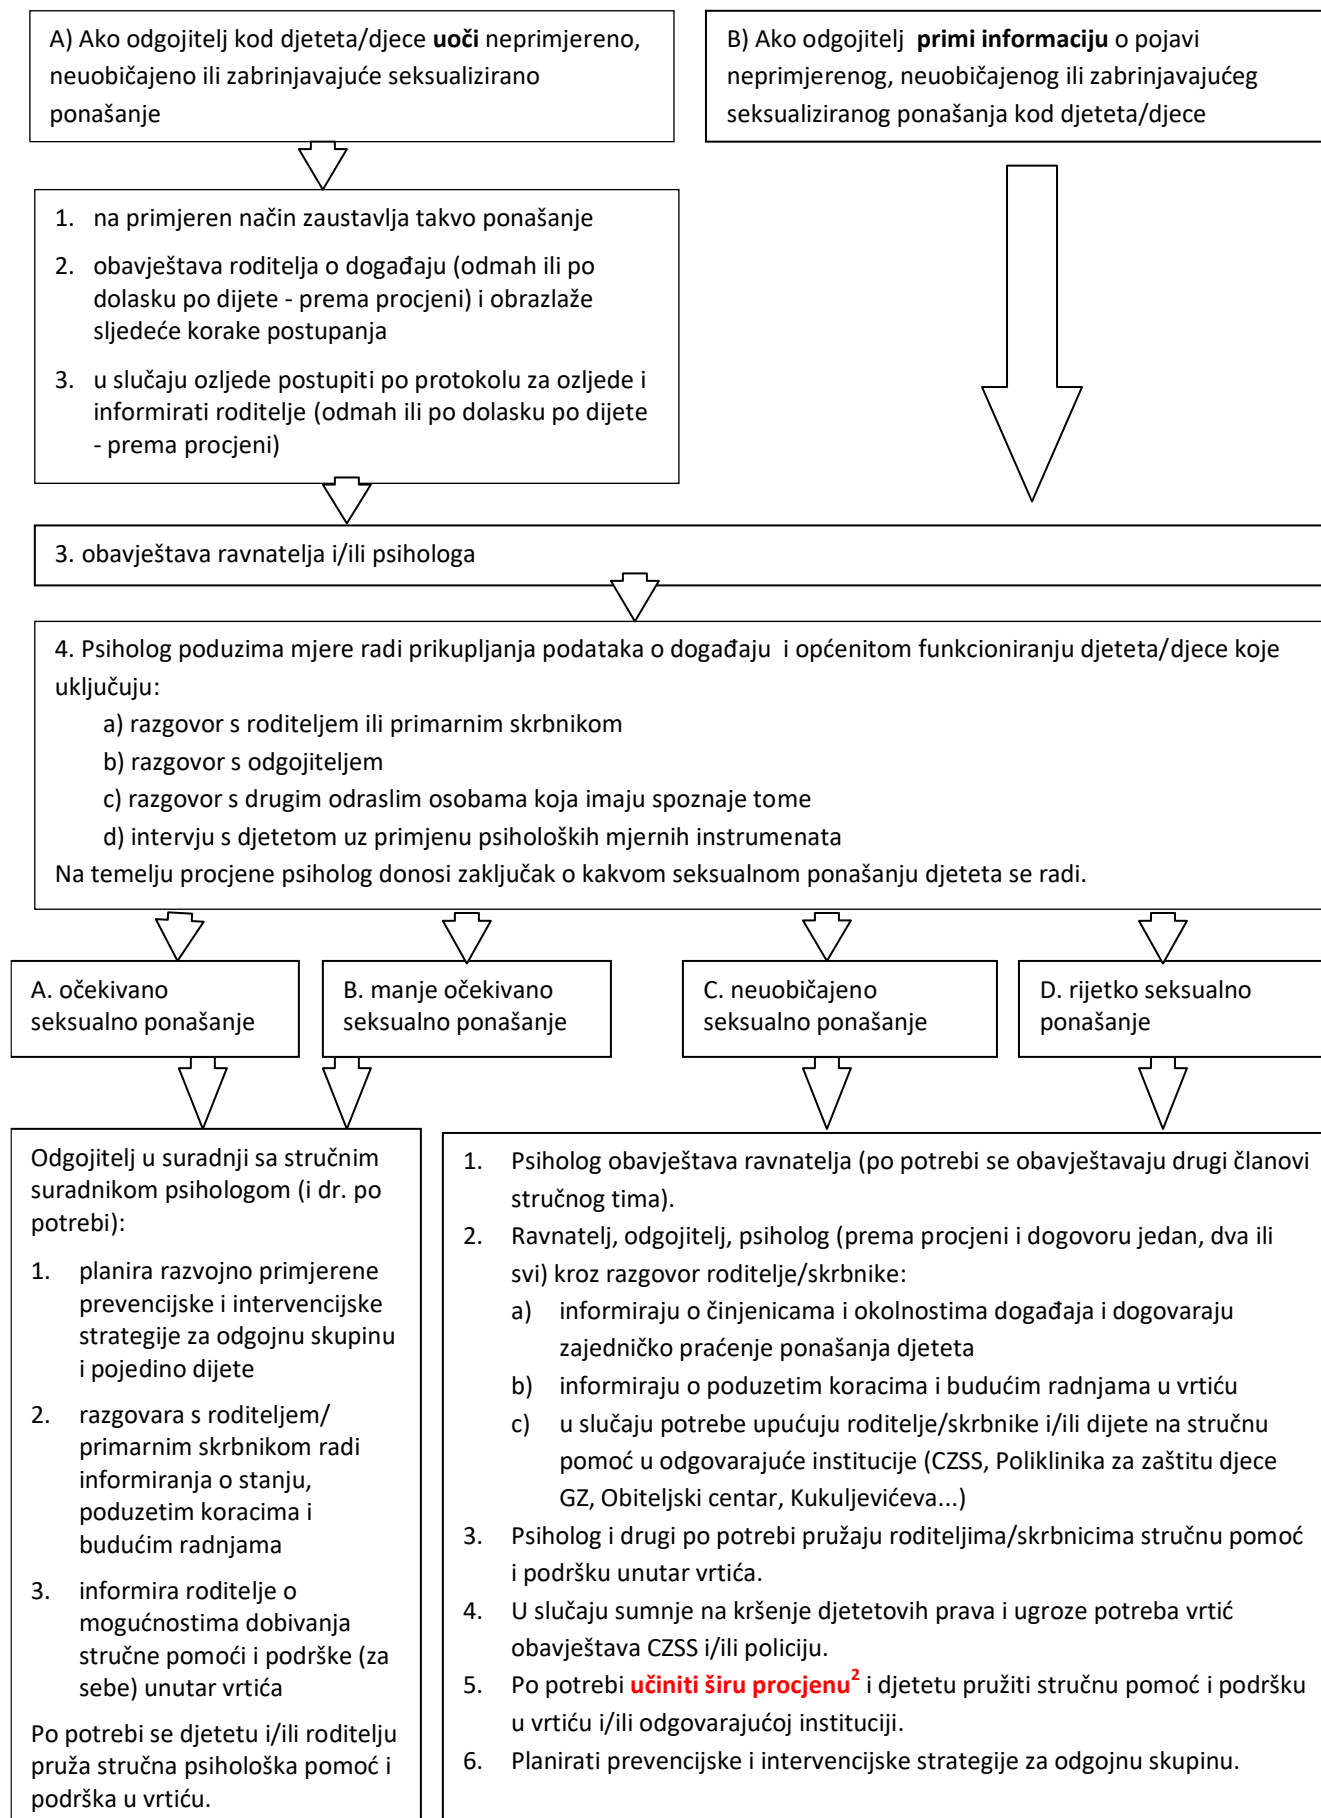 A) Ako odgojitelj kod djeteta/djece uoči neprimjereno,
neuobičajeno ili zabrinjavajuće seksualizirano
ponašanje
B) Ako odgojitelj primi informaciju o pojavi
neprimjerenog, neuobičajenog ili zabrinjavajućeg
seksualiziranog ponašanja kod djeteta/djece
1. na primjeren način zaustavlja takvo ponašanje
2. obavještava roditelja o događaju (odmah ili po
dolasku po dijete - prema procjeni) i obrazlaže
sljedeće korake postupanja
3. u slučaju ozljede postupiti po protokolu za ozljede i
informirati roditelje (odmah ili po dolasku po dijete
- prema procjeni)
3. obavještava ravnatelja i/ili psihologa
4. Psiholog poduzima mjere radi prikupljanja podataka o događaju i općenitom funkcioniranju djeteta/djece koje
uključuju:
a) razgovor s roditeljem ili primarnim skrbnikom
b) razgovor s odgojiteljem
c) razgovor s drugim odraslim osobama koja imaju spoznaje tome
d) intervju s djetetom uz primjenu psiholoških mjernih instrumenata
Na temelju procjene psiholog donosi zaključak o kakvom seksualnom ponašanju djeteta se radi.
A. očekivano
seksualno ponašanje
B. manje očekivano
seksualno ponašanje
C. neuobičajeno
seksualno ponašanje
D. rijetko seksualno
ponašanje
Odgojitelj u suradnji sa stručnim
suradnikom psihologom (i dr. po
potrebi):
1. planira razvojno primjerene
prevencijske i intervencijske
strategije za odgojnu skupinu
i pojedino dijete
2. razgovara s roditeljem/
primarnim skrbnikom radi
informiranja o stanju,
poduzetim koracima i
budućim radnjama
3. informira roditelje o
mogućnostima dobivanja
stručne pomoći i podrške (za
sebe) unutar vrtića
Po potrebi se djetetu i/ili roditelju
pruža stručna psihološka pomoć i
podrška u vrtiću.
1. Psiholog obavještava ravnatelja (po potrebi se obavještavaju drugi članovi
stručnog tima).
2. Ravnatelj, odgojitelj, psiholog (prema procjeni i dogovoru jedan, dva ili
svi) kroz razgovor roditelje/skrbnike:
a) informiraju o činjenicama i okolnostima događaja i dogovaraju
zajedničko praćenje ponašanja djeteta
b) informiraju o poduzetim koracima i budućim radnjama u vrtiću
c) u slučaju potrebe upućuju roditelje/skrbnike i/ili dijete na stručnu
pomoć u odgovarajuće institucije (CZSS, Poliklinika za zaštitu djece
GZ, Obiteljski centar, Kukuljevićeva...)
3. Psiholog i drugi po potrebi pružaju roditeljima/skrbnicima stručnu pomoć
i podršku unutar vrtića.
4. U slučaju sumnje na kršenje djetetovih prava i ugroze potreba vrtić
obavještava CZSS i/ili policiju.
5. Po potrebi učiniti širu procjenu² i djetetu pružiti stručnu pomoć i podršku
u vrtiću i/ili odgovarajućoj instituciji.
6. Planirati prevencijske i intervencijske strategije za odgojnu skupinu.